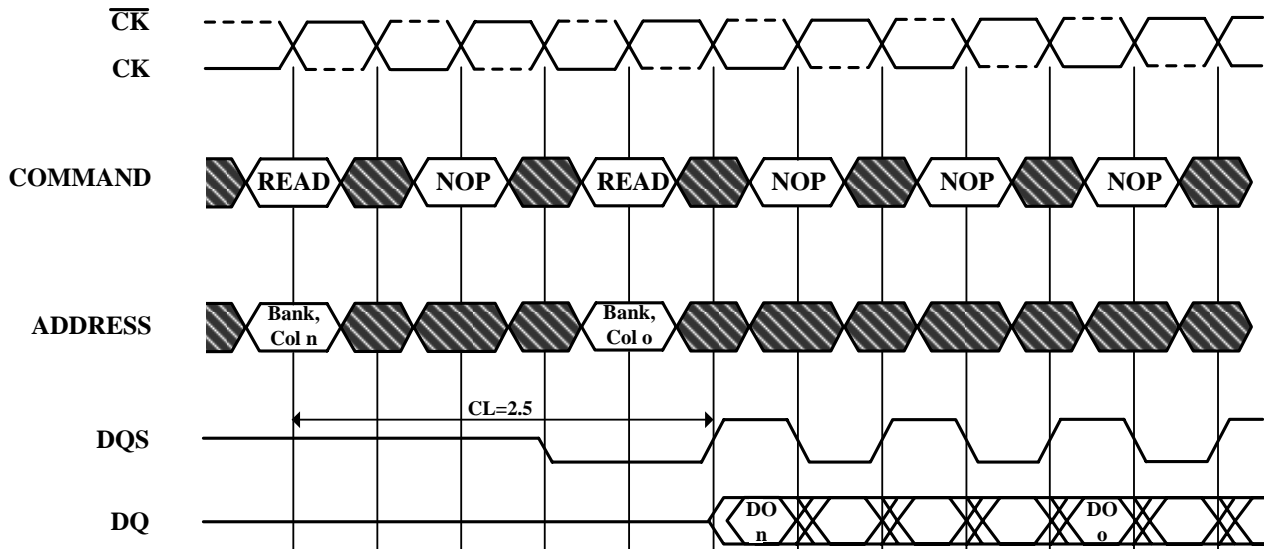 CK
CK
COMMAND
READ
NOP
READ
NOP
NOP
NOP
ADDRESS
Bank,
Col n
Bank,
Col o
CL=2.5
DQS
DQ
DO
n
DO
o